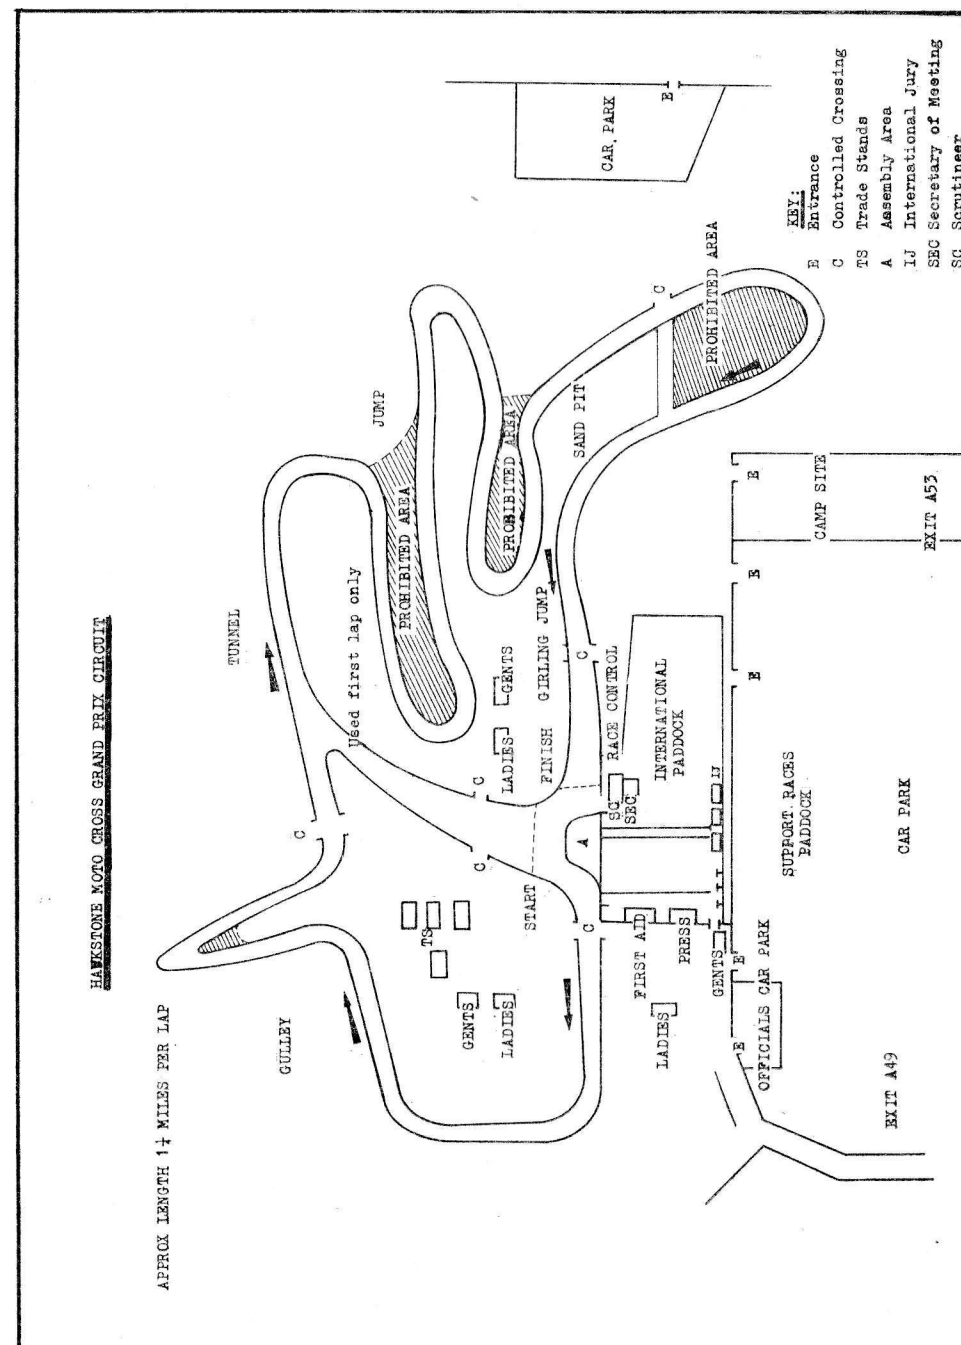 HAWKSTONE MOTO CROSS GRAND PRIX CIRCUIT
APPROX LENGTH 1¼ MILES PER LAP
GULLEY
TUNNEL
JUMP
CAR PARK
E
C
Used first lap only
PROHIBITED AREA
PROHIBITED AREA
PROHIBITED AREA
SAND PIT
C
TS
GENTS
LADIES
C
C
LADIES
GENTS
START
FINISH
GIRLING JUMP
A
C
C
SC
SEC
RACE CONTROL
FIRST AID
PRESS
LADIES
GENTS
INTERNATIONAL
PADDOCK
IJ
E
E
E
E
E
OFFICIALS CAR PARK
SUPPORT RACES
PADDOCK
CAMP SITE
EXIT A49
CAR PARK
EXIT A53
KEY:
E Entrance
C Controlled Crossing
TS Trade Stands
A Assembly Area
IJ International Jury
SEC Secretary of Meeting
SC Scrutineer